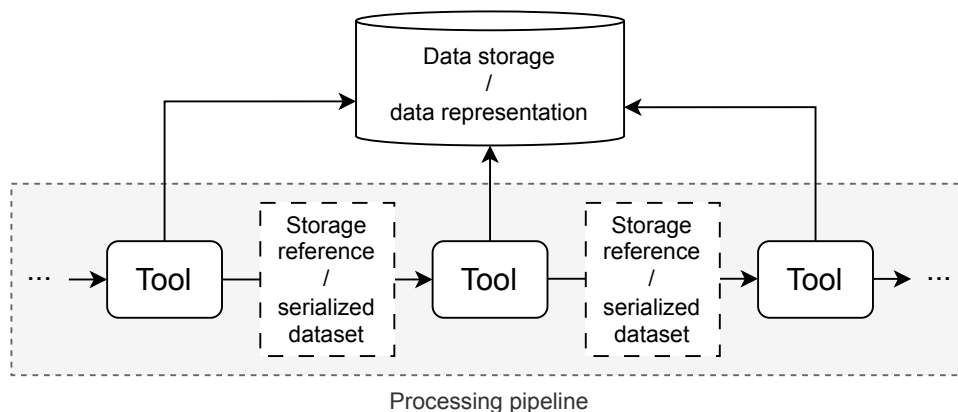 Data storage
/
data representation
...
Tool
Storage
reference
/
serialized
dataset
Tool
Storage
reference
/
serialized
dataset
Tool
...
Processing pipeline